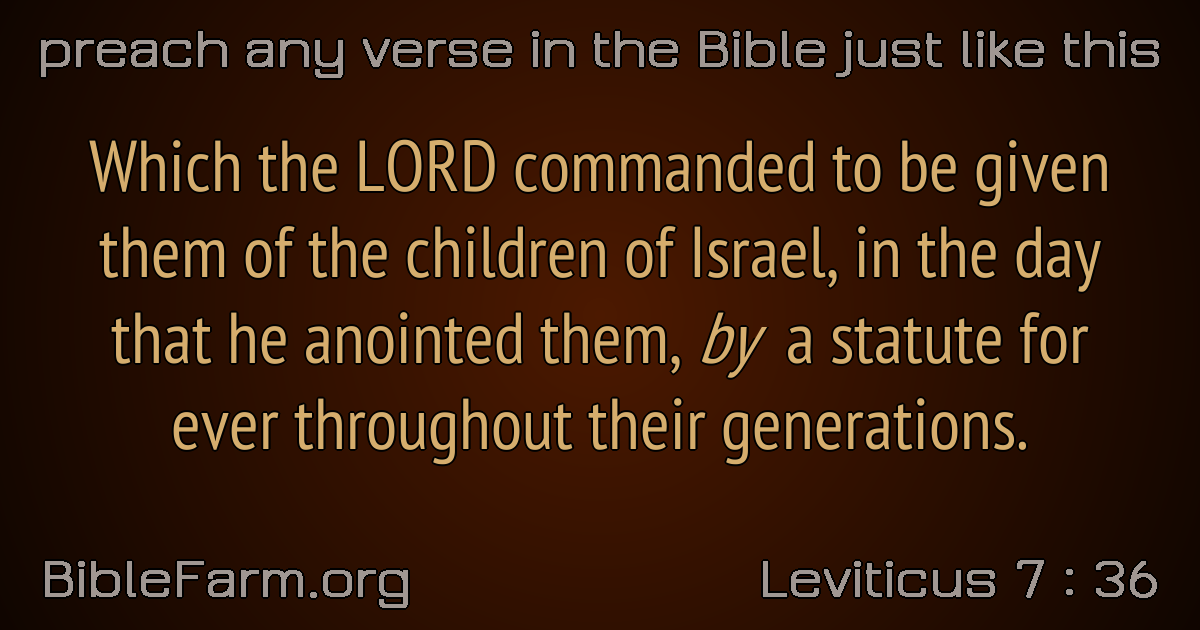 preach any verse in the Bible just like this
Which the LORD commanded to be given
them of the children of Israel, in the day
that he anointed them, by a statute for
ever throughout their generations.
BibleFarm.org
Leviticus 7 : 36